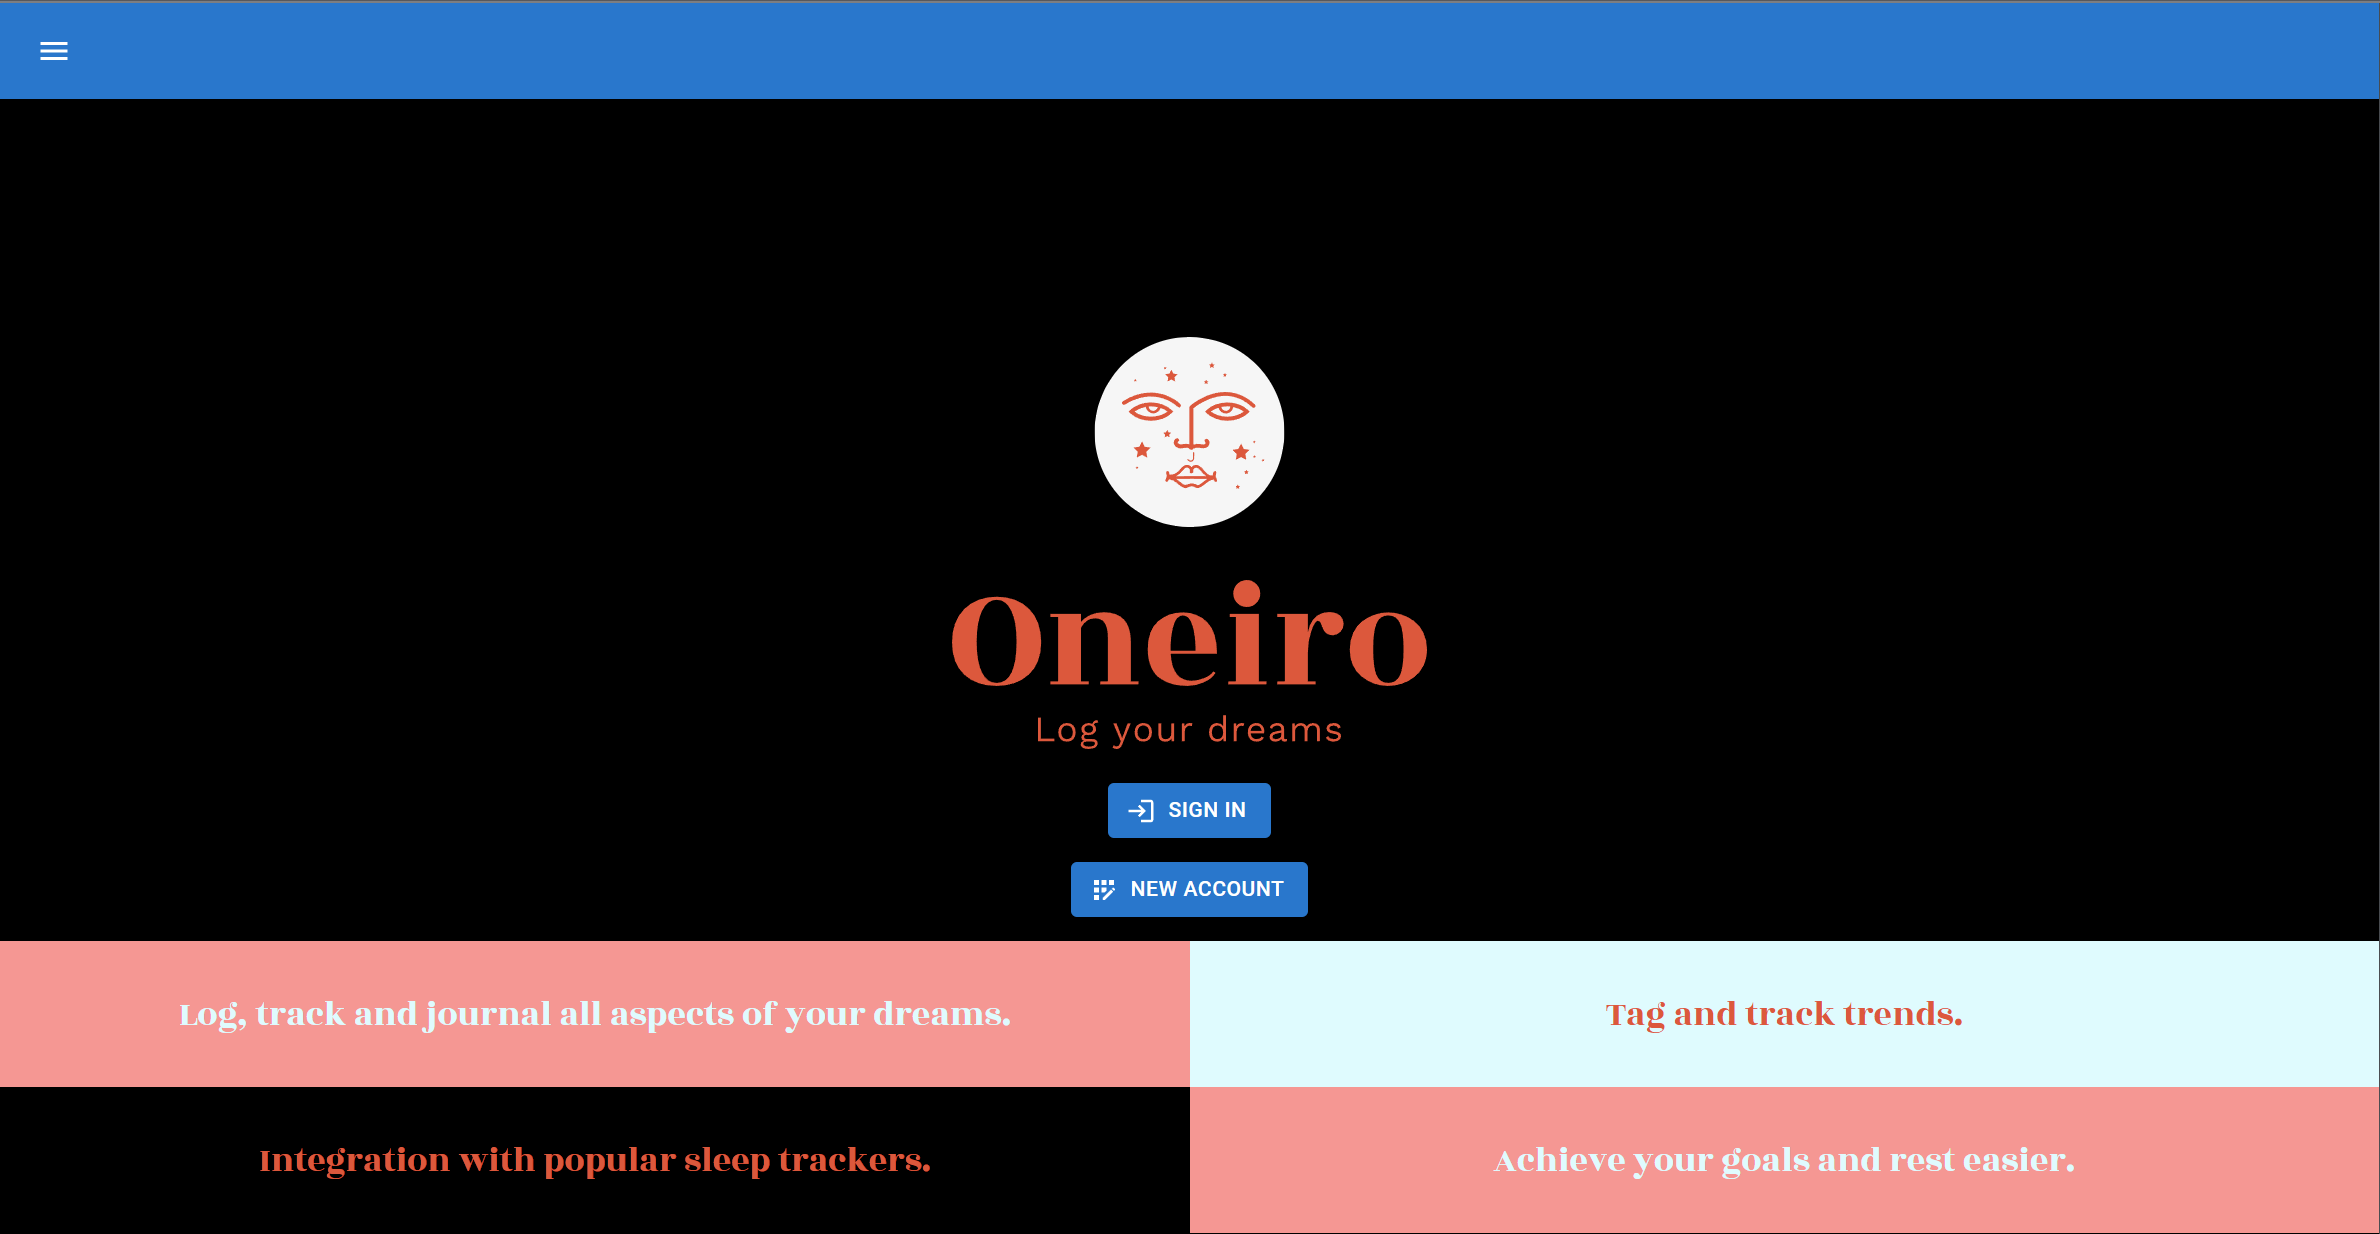 Oneiro
Log your dreams
SIGN IN
NEW ACCOUNT
Log, track and journal all aspects of your dreams.
Tag and track trends.
Integration with popular sleep trackers.
Achieve your goals and rest easier.